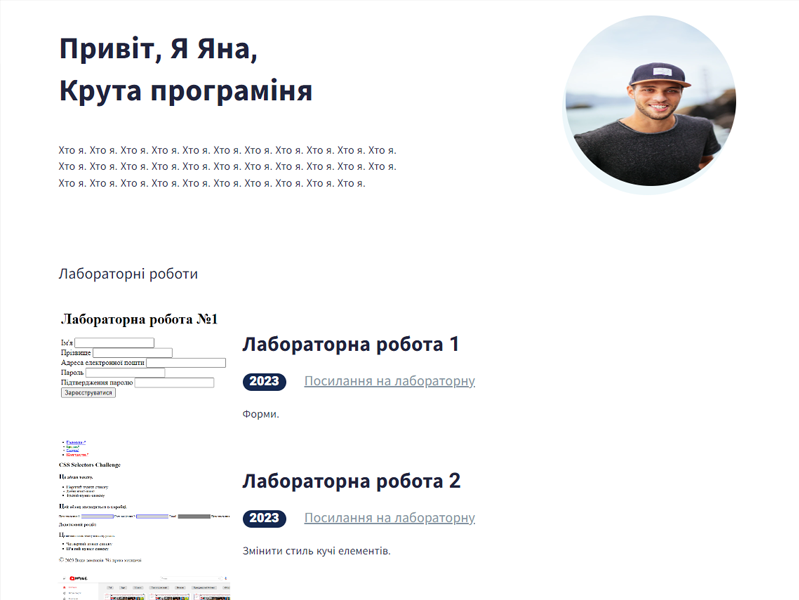 Привіт, Я Яна,
Крута програміня
Хто я. Хто я. Хто я. Хто я. Хто я. Хто я. Хто я. Хто я. Хто я. Хто я. Хто я.
Хто я. Хто я. Хто я. Хто я. Хто я. Хто я. Хто я. Хто я. Хто я. Хто я. Хто я.
Хто я. Хто я. Хто я. Хто я. Хто я. Хто я. Хто я. Хто я. Хто я. Хто я.
Лабораторні роботи
Лабораторна робота №1
Ім'я
Прізвище
Адреса електронної пошти
Пароль
Підтвердження паролю
Зареєструватися
Лабораторна робота 1
2023 Посилання на лабораторну
Форми.
CSS Selectors Challenge
Лабораторна робота 2
2023 Посилання на лабораторну
Змінити стиль кучі елементів.